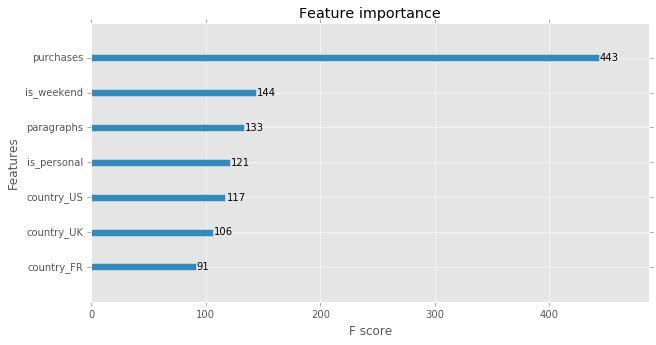 Feature importance
Features
purchases 443
is_weekend 144
paragraphs 133
is_personal 121
country_US 117
country_UK 106
country_FR 91
0 100 200 300 400
F score